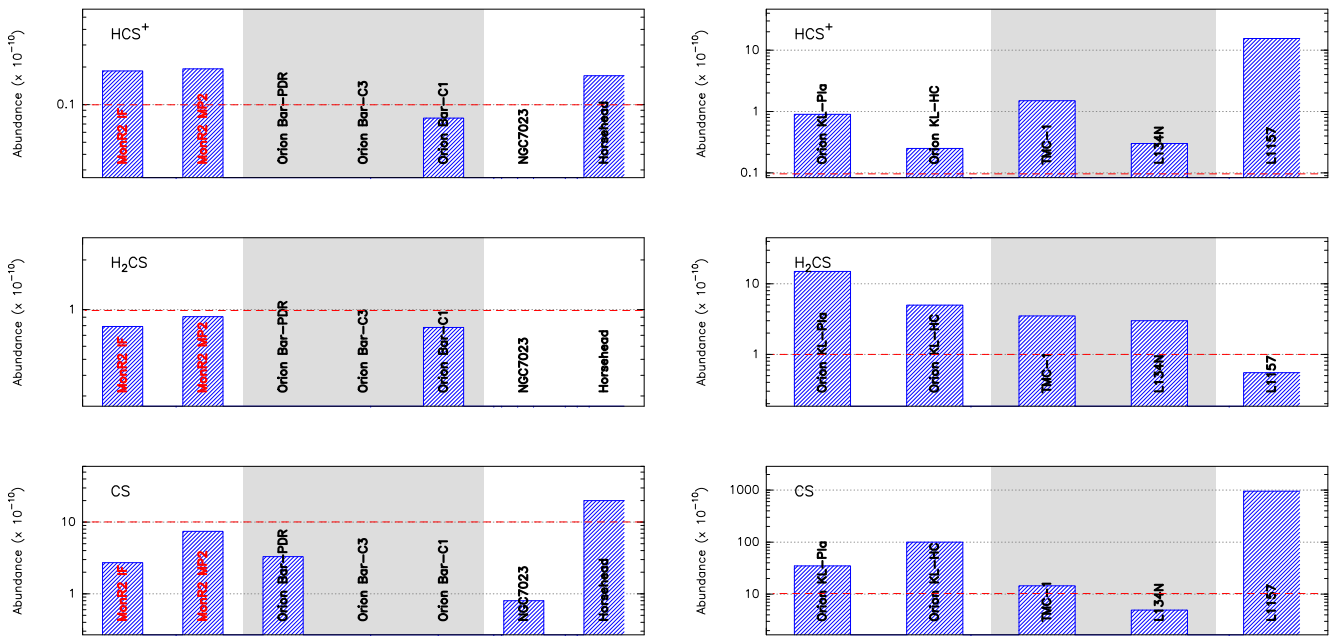 HCS+
Abundance (x 10−10)
0.1
MonR2 IF
MonR2 MP2
Orion Bar−PDR
Orion Bar−C3
Orion Bar−C1
NGC7023
Horsehead
HCS+
Abundance (x 10−10)
10
1
0.1
Orion KL−Pla
Orion KL−HC
TMC−1
L134N
L1157
H2CS
Abundance (x 10−10)
1
MonR2 IF
MonR2 MP2
Orion Bar−PDR
Orion Bar−C3
Orion Bar−C1
NGC7023
Horsehead
H2CS
Abundance (x 10−10)
10
1
Orion KL−Pla
Orion KL−HC
TMC−1
L134N
L1157
CS
Abundance (x 10−10)
10
1
MonR2 IF
MonR2 MP2
Orion Bar−PDR
Orion Bar−C3
Orion Bar−C1
NGC7023
Horsehead
CS
Abundance (x 10−10)
1000
100
10
Orion KL−Pla
Orion KL−HC
TMC−1
L134N
L1157